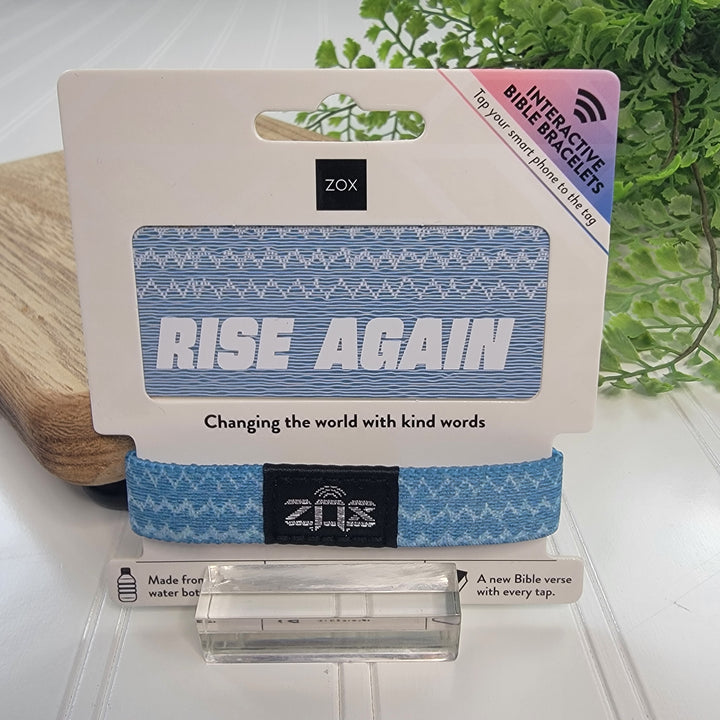 INTERACTIVE
BIBLE BRACELETS
Tap your smart phone to the tag
ZOX
RISE AGAIN
Changing the world with kind words
ZOX
Made from
water
A new Bible verse
with every tap.